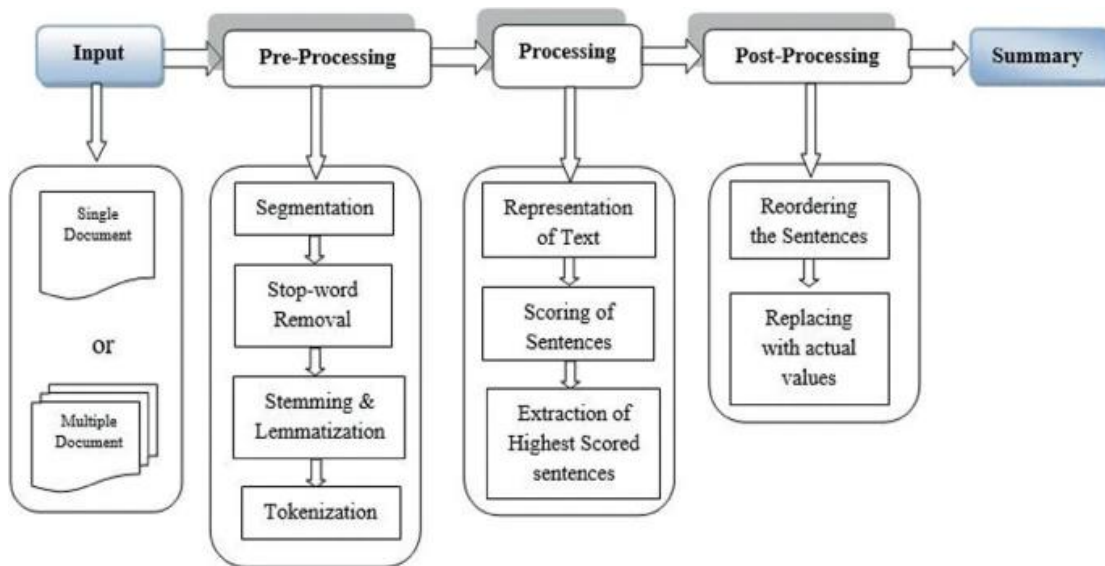 Input
Pre-Processing
Processing
Post-Processing
Summary
Single
Document
or
Multiple
Document
Segmentation
Stop-word
Removal
Stemming &
Lemmatization
Tokenization
Representation
of Text
Scoring of
Sentences
Extraction of
Highest Scored
sentences
Reordering
the Sentences
Replacing
with actual
values